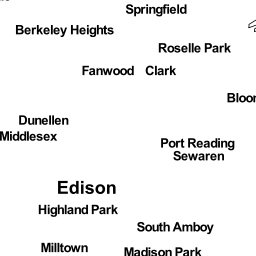 Springfield
Berkeley Heights
Roselle Park
Fanwood
Clark
Dunellen
Middlesex
Port Reading
Sewaren
Edison
Highland Park
South Amboy
Milltown
Madison Park